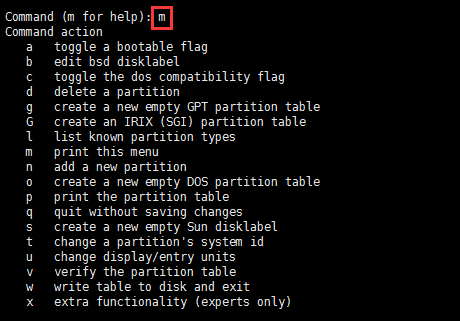 Command (m for help): m
Command action
a   toggle a bootable flag
b   edit bsd disklabel
c   toggle the dos compatibility flag
d   delete a partition
g   create a new empty GPT partition table
G   create an IRIX (SGI) partition table
l   list known partition types
m   print this menu
n   add a new partition
o   create a new empty DOS partition table
p   print the partition table
q   quit without saving changes
s   create a new empty Sun disklabel
t   change a partition's system id
u   change display/entry units
v   verify the partition table
w   write table to disk and exit
x   extra functionality (experts only)